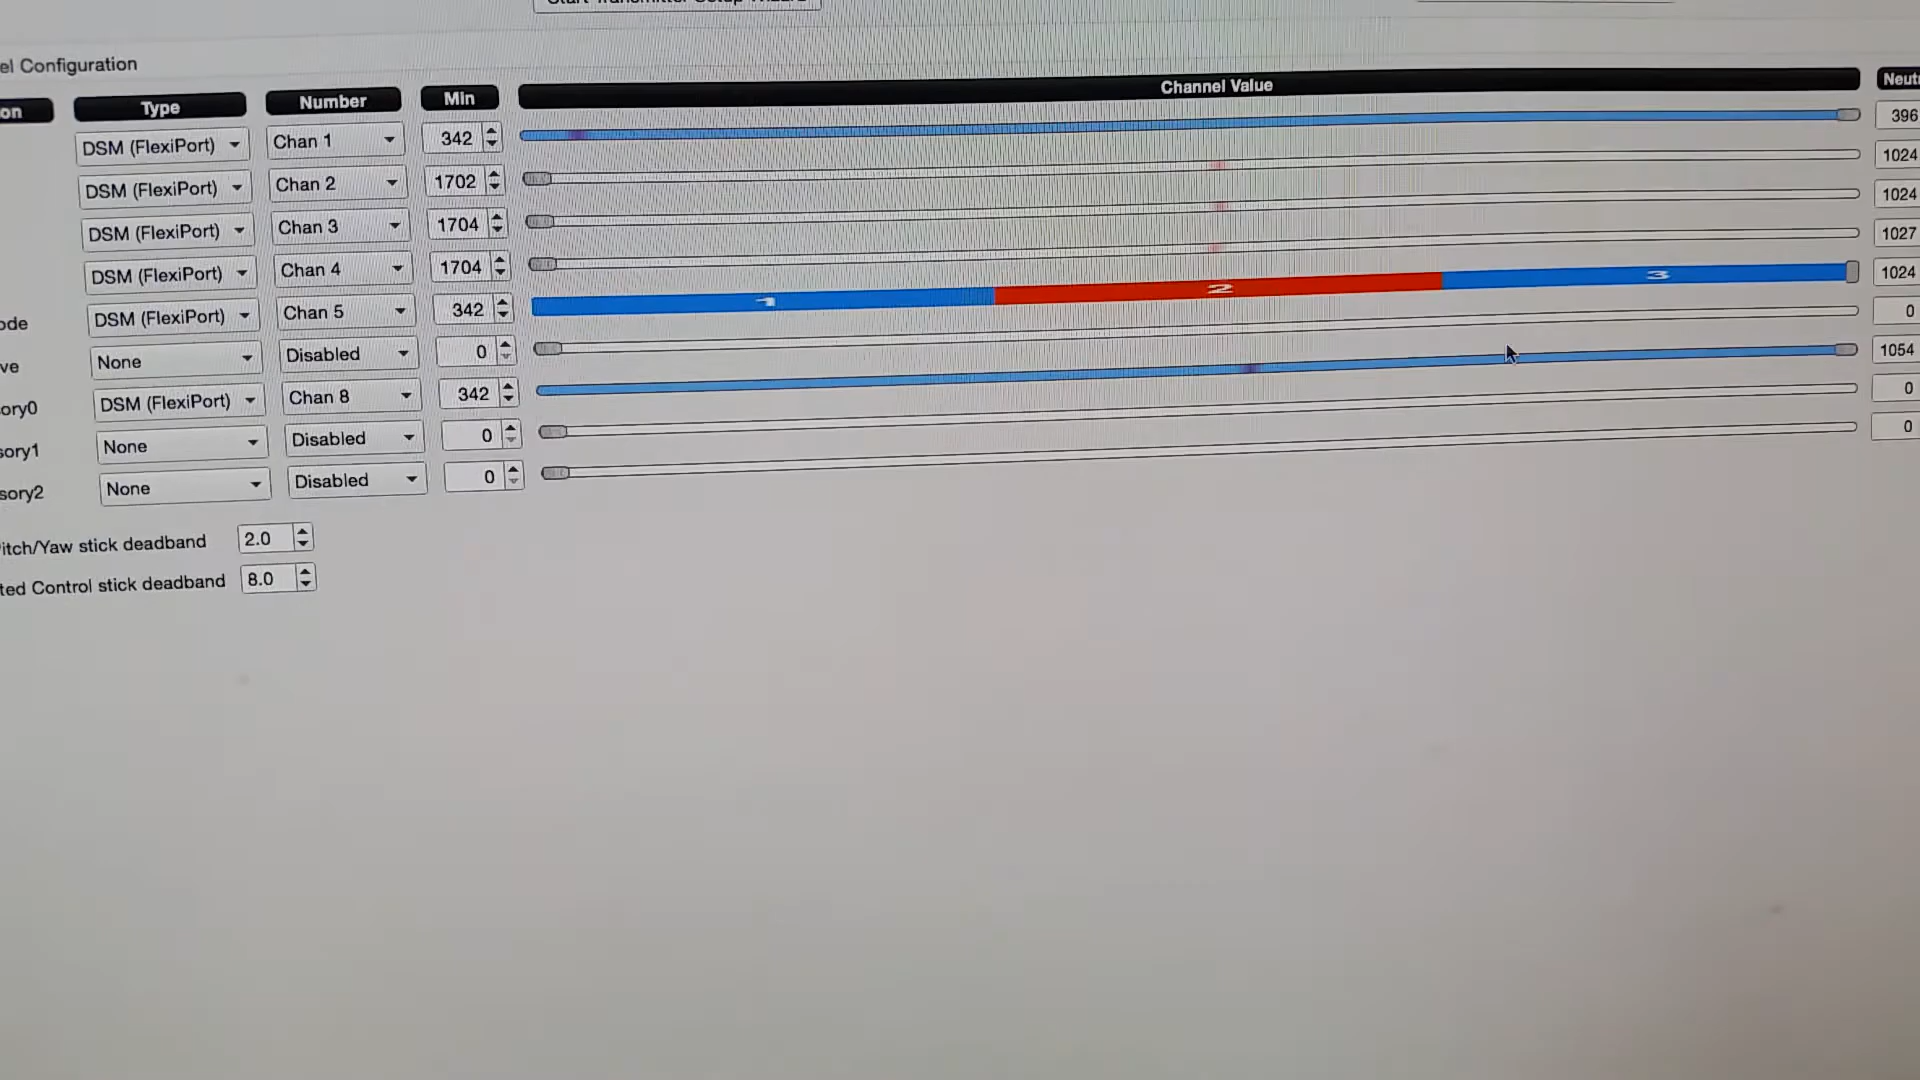 Start Transmitter Setup Wizard
el Configuration
on Type Number Min Channel Value Neut
DSM (FlexiPort) Chan 1 342 396
DSM (FlexiPort) Chan 2 1702 1024
DSM (FlexiPort) Chan 3 1704 1024
DSM (FlexiPort) Chan 4 1704 1027
ode DSM (FlexiPort) Chan 5 342 1 2 3 1024
ve None Disabled 0 0
ory0 DSM (FlexiPort) Chan 8 342 1054
sory1 None Disabled 0 0
sory2 None Disabled 0 0
itch/Yaw stick deadband 2.0
ted Control stick deadband 8.0